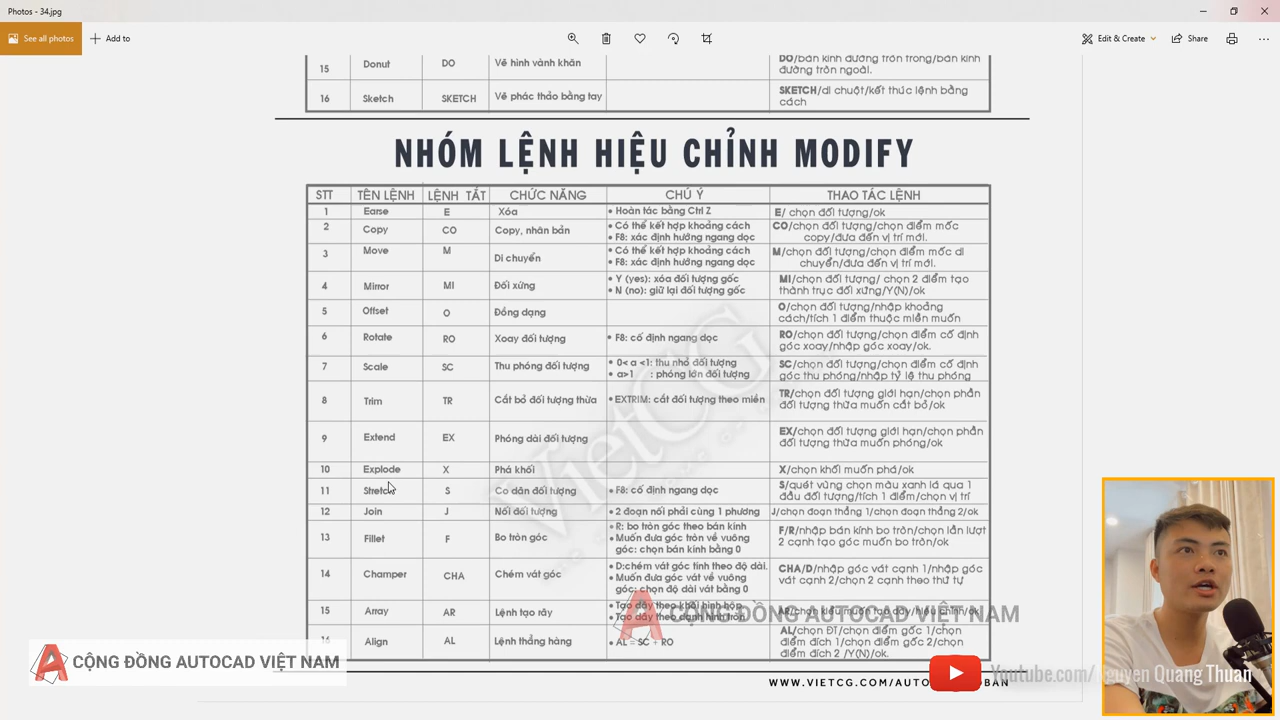 Photos - 34.jpg
See all photos
Add to
Edit & Create
Share
15 Donut DO Vẽ hình vành khăn DO/bán kính đường tròn trong/bán kính
đường tròn ngoài.
16 Sketch SKETCH Vẽ phác thảo bằng tay SKETCH/di chuột/kết thúc lệnh bằng
cách
NHÓM LỆNH HIỆU CHỈNH MODIFY
STT TÊN LỆNH LỆNH TẮT CHỨC NĂNG CHÚ Ý THAO TÁC LỆNH
1 Earse E Xóa • Hoàn tác bằng Ctrl Z E/ chọn đối tượng/ok
2 Copy CO Copy, nhân bản • Có thể kết hợp khoảng cách CO/chọn đối tượng/chọn điểm mốc
• F8: xác định hướng ngang dọc copy/đưa đến vị trí mới.
3 Move M Di chuyển • Có thể kết hợp khoảng cách M/chọn đối tượng/chọn điểm mốc di
• F8: xác định hướng ngang dọc chuyển/đưa đến vị trí mới.
4 Mirror MI Đối xứng • Y (yes): xóa đối tượng gốc MI/chọn đối tượng/ chọn 2 điểm tạo
• N (no): giữ lại đối tượng gốc thành trục đối xứng/Y(N)/ok
5 Offset O Đồng dạng O/chọn đối tượng/nhập khoảng
cách/tích 1 điểm thuộc miền muốn
6 Rotate RO Xoay đối tượng • F8: cố định ngang dọc RO/chọn đối tượng/chọn điểm cố định
góc xoay/nhập góc xoay/ok.
7 Scale SC Thu phóng đối tượng • 0< a <1: thu nhỏ đối tượng SC/chọn đối tượng/chọn điểm cố định
• a>1 : phóng lớn đối tượng góc thu phóng/nhập tỷ lệ thu phóng
8 Trim TR Cắt bỏ đối tượng thừa • EXTRIM: cắt đối tượng theo miền TR/chọn đối tượng giới hạn/chọn phần
đối tượng thừa muốn cắt bỏ/ok
9 Extend EX Phóng dài đối tượng EX/chọn đối tượng giới hạn/chọn phần
đối tượng thừa muốn phóng/ok
10 Explode X Phá khối X/chọn khối muốn phá/ok
11 Stretch S Co dãn đối tượng • F8: cố định ngang dọc S/quét vùng chọn màu xanh lá qua 1
đầu đối tượng/tích 1 điểm/chọn vị trí
12 Join J Nối đối tượng • 2 đoạn nối phải cùng 1 phương J/chọn đoạn thẳng 1/chọn đoạn thẳng 2/ok
13 Fillet F Bo tròn góc • R: bo tròn góc theo bán kính
• Muốn đưa góc tròn về vuông
góc: chọn bán kính bằng 0
F/R/nhập bán kính bo tròn/chọn lần lượt
2 cạnh tạo góc muốn bo tròn/ok
14 Champer CHA Chém vát góc • D:chém vát góc tính theo độ dài.
• Muốn đưa góc vát về vuông
góc: chọn độ dài vát bằng 0
CHA/D/nhập góc vát cạnh 1/nhập góc
vát cạnh 2/chọn 2 cạnh theo thứ tự
15 Array AR Lệnh tạo rãy • Tạo dãy theo khối hình hộp
• Tạo dãy theo cạnh hình tròn
AR/chọn kiểu muốn tạo dãy/hiệu chỉnh/ok
16 Align AL Lệnh thẳng hàng • AL = SC + RO AL/chọn ĐT/chọn điểm gốc 1/chọn
điểm đích 1/chọn điểm gốc 2/chọn
điểm đích 2 /Y(N)/ok.
VietCG
CỘNG ĐỒNG AUTOCAD VIỆT NAM
CỘNG ĐỒNG AUTOCAD VIỆT NAM
Youtube.com/ Nguyen Quang Thuan